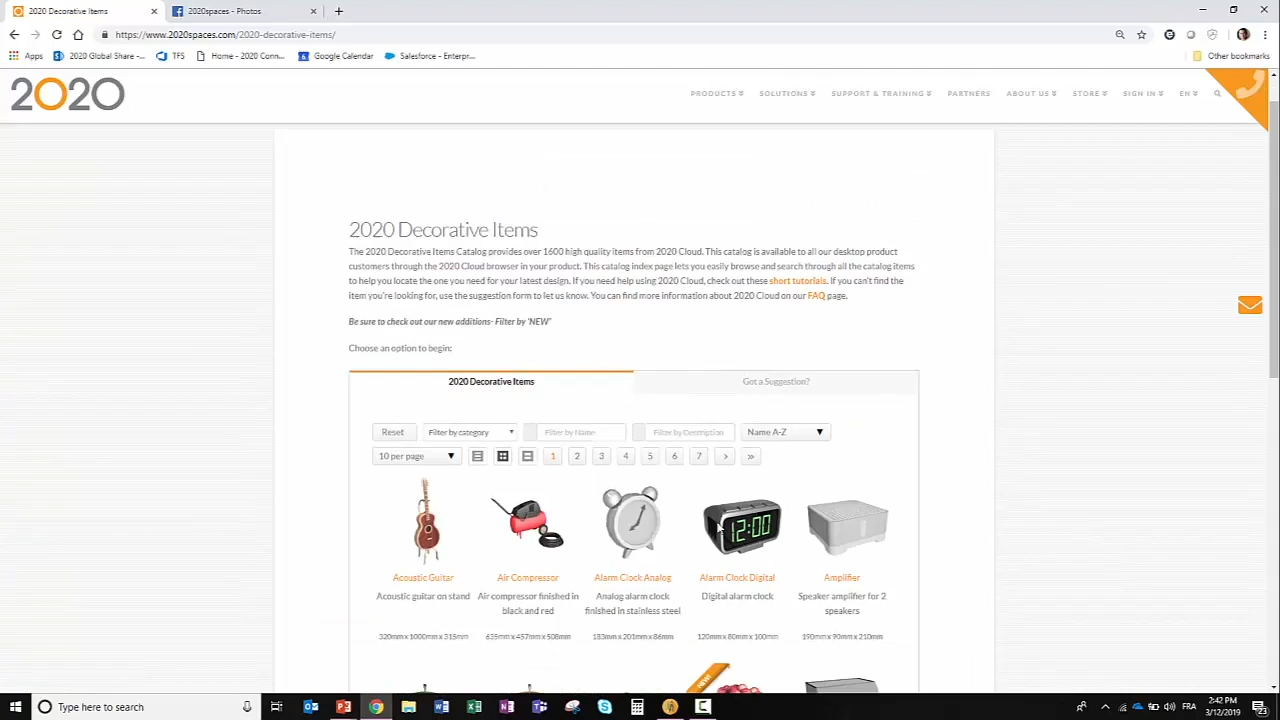 2020 Decorative Items
2020spaces - Photos
https://www.2020spaces.com/2020-decorative-items/
Apps
2020 Global Share -...
TFS
Home - 2020 Conn...
Google Calendar
Salesforce - Enterpr...
Other bookmarks
2020
PRODUCTS
SOLUTIONS
SUPPORT & TRAINING
PARTNERS
ABOUT US
STORE
SIGN IN
EN
2020 Decorative Items
The 2020 Decorative Items Catalog provides over 1600 high quality items from 2020 Cloud. This catalog is available to all our desktop product
customers through the 2020 Cloud browser in your product. This catalog index page lets you easily browse and search through all the catalog items
to help you locate the one you need for your latest design. If you need help using 2020 Cloud, check out these short tutorials. If you can't find the
item you're looking for, use the suggestion form to let us know. You can find more information about 2020 Cloud on our FAQ page.
Be sure to check out our new additions- Filter by 'NEW'
Choose an option to begin:
2020 Decorative Items
Got a Suggestion?
Reset
Filter by category
Filter by Name
Filter by Description
Name A-Z
10 per page
1
2
3
4
5
6
7
›
»
12:00
Acoustic Guitar
Air Compressor
Alarm Clock Analog
Alarm Clock Digital
Amplifier
Acoustic guitar on stand
Air compressor finished in
black and red
Analog alarm clock
finished in stainless steel
Digital alarm clock
Speaker amplifier for 2
speakers
320mm x 1000mm x 315mm
635mm x 457mm x 508mm
183mm x 201mm x 86mm
120mm x 80mm x 100mm
190mm x 90mm x 210mm
NEW!
Type here to search
FRA
2:42 PM
3/12/2019